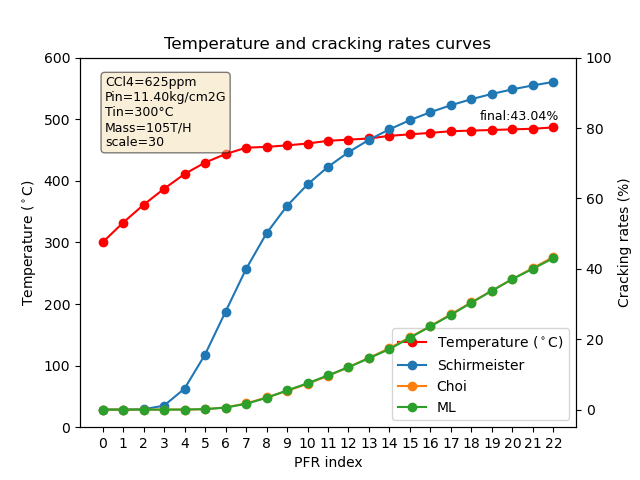 Temperature and cracking rates curves
CCl4=625ppm
Pin=11.40kg/cm2G
Tin=300°C
Mass=105T/H
scale=30
final:43.04%
600
500
400
300
200
100
0
Temperature (°C)
100
80
60
40
20
0
Cracking rates (%)
Temperature (°C)
Schirmeister
Choi
ML
0 1 2 3 4 5 6 7 8 9 10 11 12 13 14 15 16 17 18 19 20 21 22
PFR index